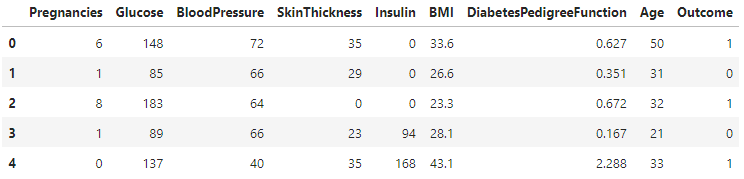 Pregnancies Glucose BloodPressure SkinThickness Insulin BMI DiabetesPedigreeFunction Age Outcome
0 6 148 72 35 0 33.6 0.627 50 1
1 1 85 66 29 0 26.6 0.351 31 0
2 8 183 64 0 0 23.3 0.672 32 1
3 1 89 66 23 94 28.1 0.167 21 0
4 0 137 40 35 168 43.1 2.288 33 1